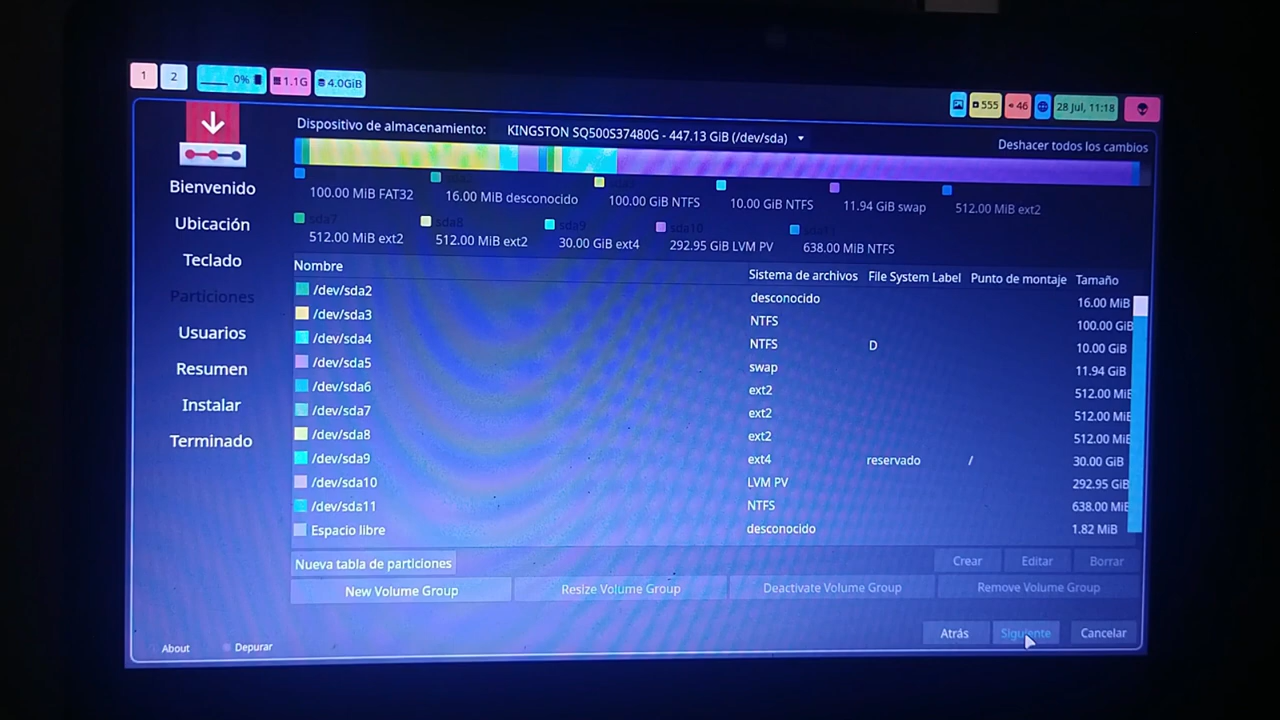 1 2 0% 1.1G 4.0GiB
555 46 28 Jul, 11:18
Dispositivo de almacenamiento: KINGSTON SQ500S37480G - 447.13 GiB (/dev/sda)
Deshacer todos los cambios
100.00 MiB FAT32 16.00 MiB desconocido 100.00 GiB NTFS 10.00 GiB NTFS 11.94 GiB swap 512.00 MiB ext2
sda7 sda8 sda9 sda10
512.00 MiB ext2 512.00 MiB ext2 30.00 GiB ext4 292.95 GiB LVM PV 638.00 MiB NTFS
Bienvenido
Ubicación
Teclado
Particiones
Usuarios
Resumen
Instalar
Terminado
Nombre Sistema de archivos File System Label Punto de montaje Tamaño
/dev/sda2 desconocido 16.00 MiB
/dev/sda3 NTFS 100.00 GiB
/dev/sda4 NTFS D 10.00 GiB
/dev/sda5 swap 11.94 GiB
/dev/sda6 ext2 512.00 MiB
/dev/sda7 ext2 512.00 MiB
/dev/sda8 ext2 512.00 MiB
/dev/sda9 ext4 reservado / 30.00 GiB
/dev/sda10 LVM PV 292.95 GiB
/dev/sda11 NTFS 638.00 MiB
Espacio libre desconocido 1.82 MiB
Nueva tabla de particiones Crear Editar Borrar
New Volume Group Resize Volume Group Deactivate Volume Group Remove Volume Group
Atrás Siguiente Cancelar
About Depurar